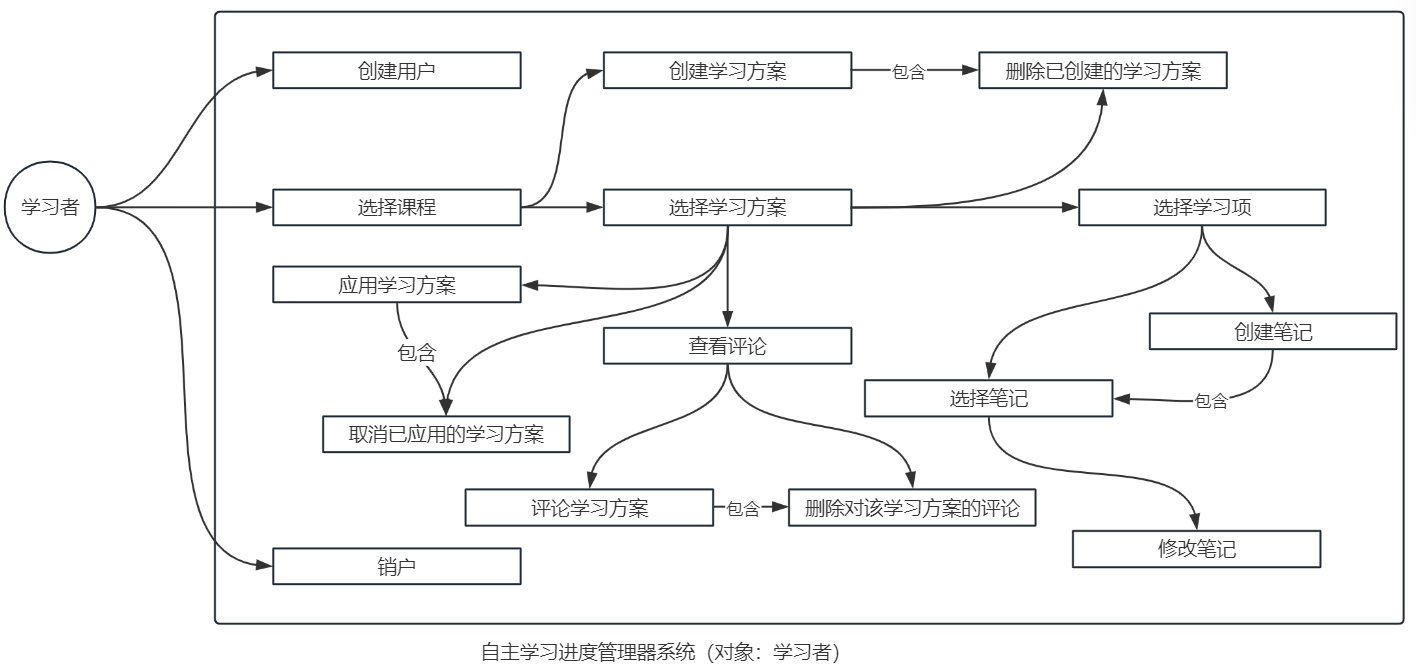 创建用户
创建学习方案
包含
删除已创建的学习方案
学习者
选择课程
选择学习方案
选择学习项
应用学习方案
创建笔记
查看评论
包含
选择笔记
包含
取消已应用的学习方案
评论学习方案
包含
删除对该学习方案的评论
修改笔记
销户
自主学习进度管理器系统（对象：学习者）